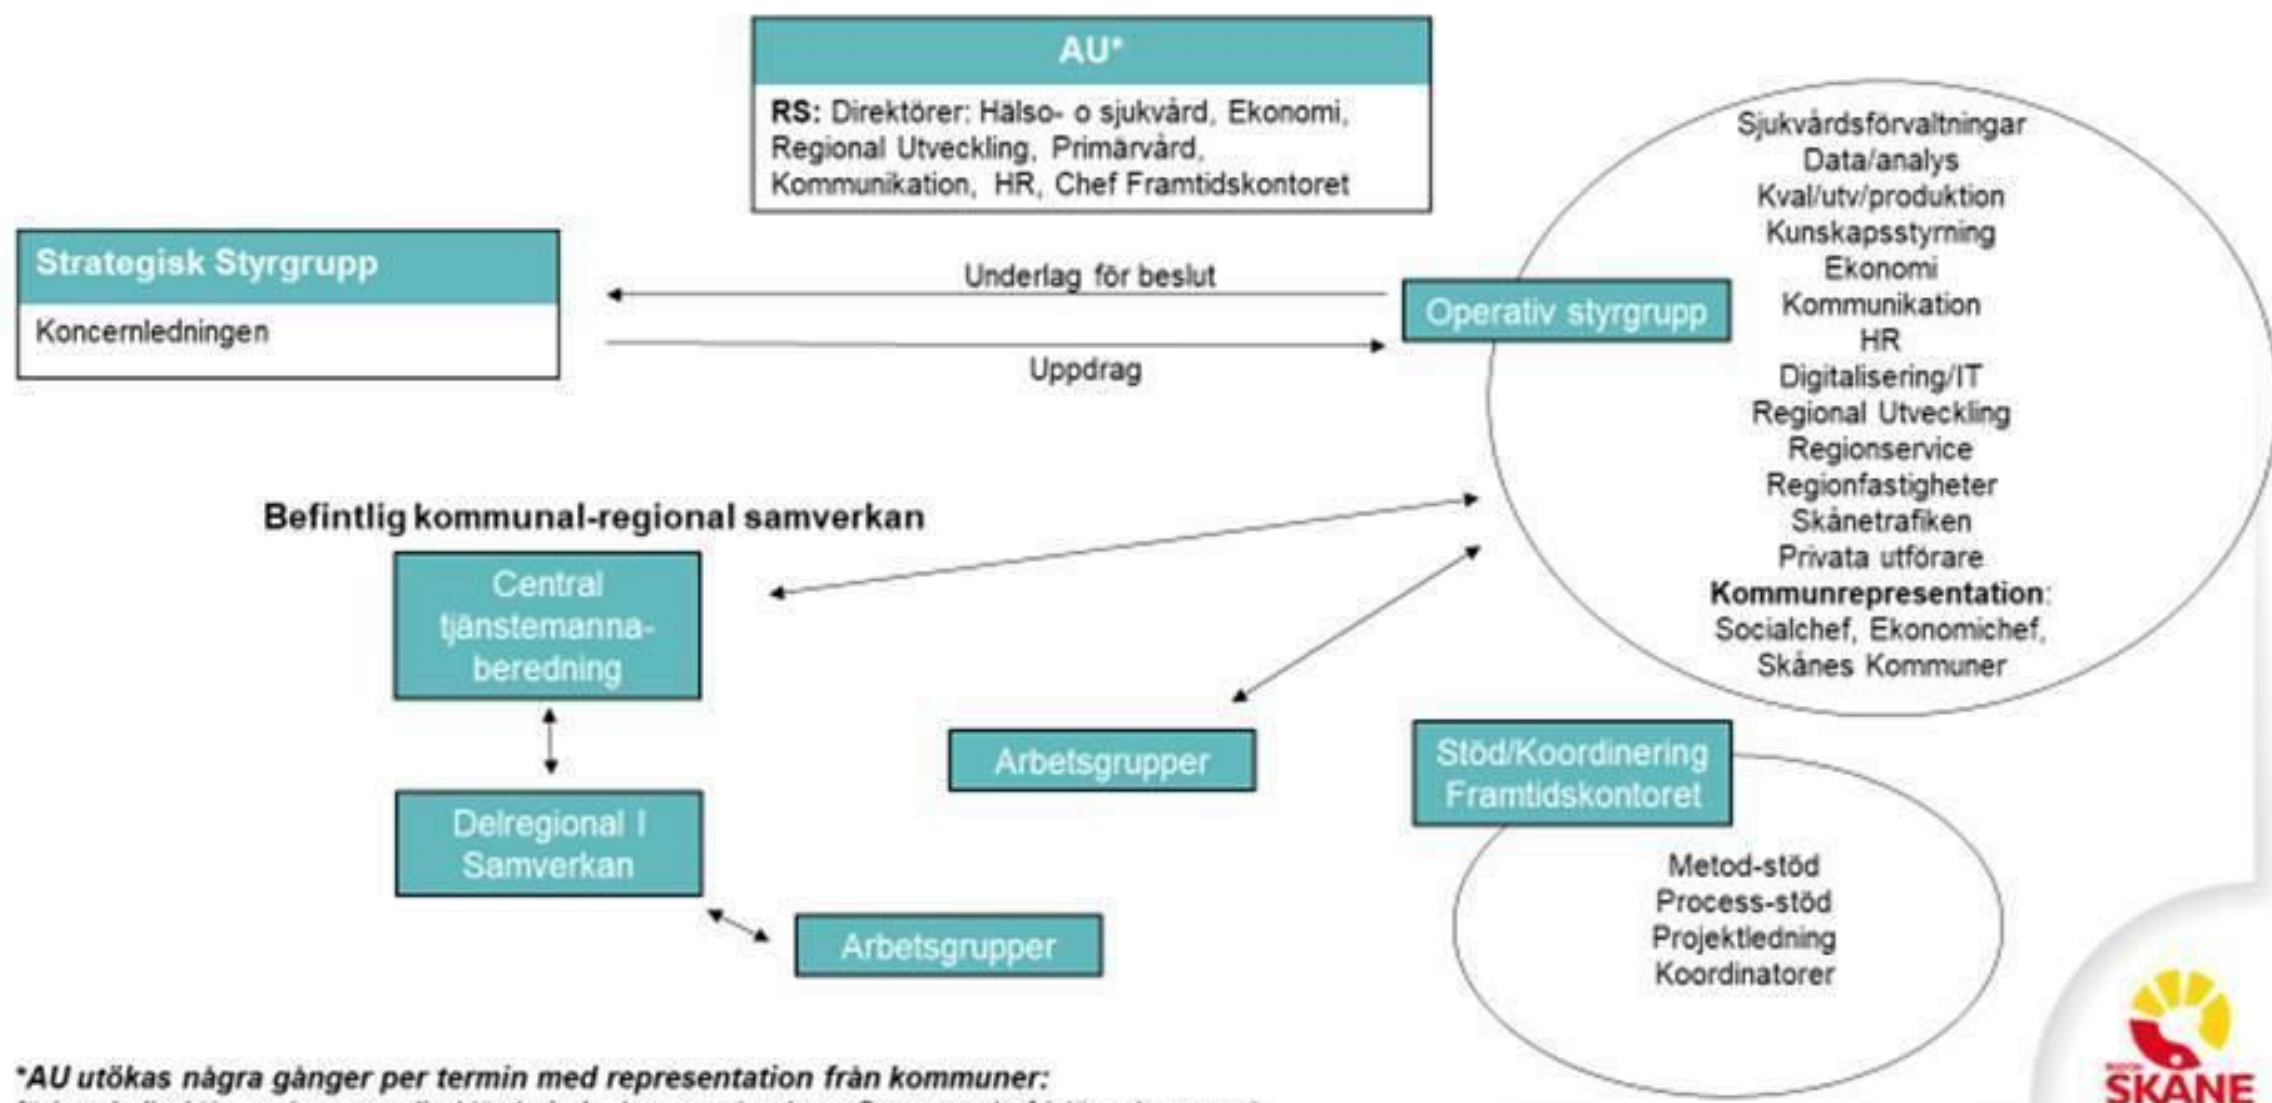 AU*
RS: Direktörer: Hälso- o sjukvård, Ekonomi,
Regional Utveckling, Primärvård,
Kommunikation, HR, Chef Framtidskontoret
Strategisk Styrgrupp
Koncernledningen
Underlag för beslut
Uppdrag
Operativ styrgrupp
Sjukvårdsförvaltningar
Data/analys
Kval/utv/produktion
Kunskapsstyrning
Ekonomi
Kommunikation
HR
Digitalisering/IT
Regional Utveckling
Regionservice
Regionfastigheter
Skånetrafiken
Privata utförare
Kommunrepresentation:
Socialchef, Ekonomichef,
Skånes Kommuner
Befintlig kommunal-regional samverkan
Central
tjänstemanna-
beredning
Delregional I
Samverkan
Arbetsgrupper
Arbetsgrupper
Stöd/Koordinering
Framtidskontoret
Metod-stöd
Process-stöd
Projektledning
Koordinatorer
*AU utökas några gånger per termin med representation från kommuner:
SKÅNE